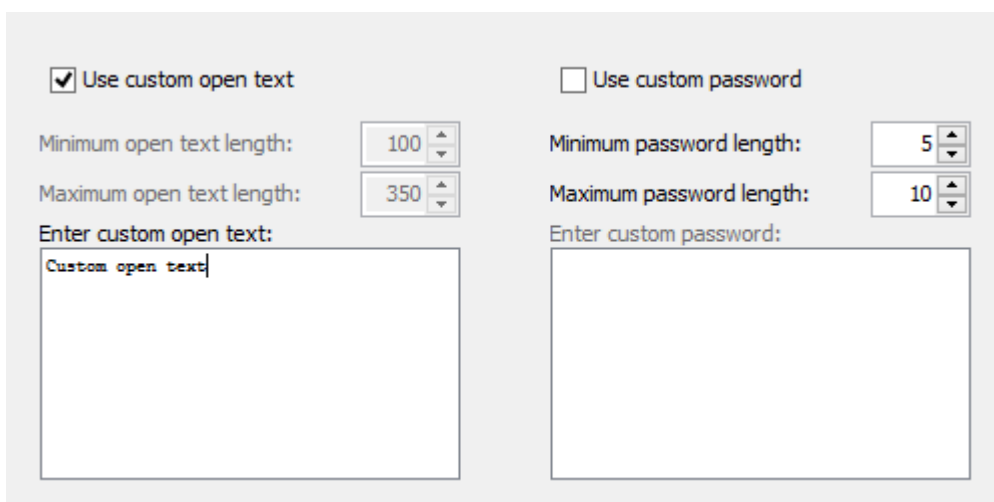 Use custom open text
Minimum open text length: 100
Maximum open text length: 350
Enter custom open text:
Custom open text
Use custom password
Minimum password length: 5
Maximum password length: 10
Enter custom password: